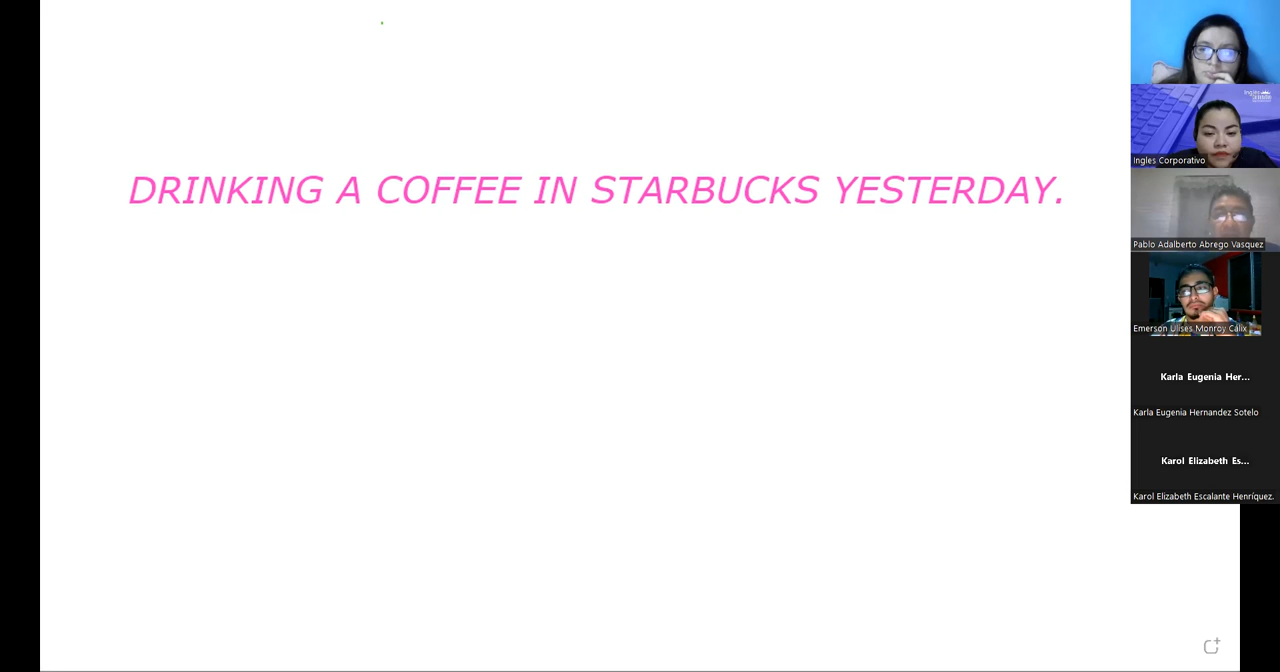 DRINKING A COFFEE IN STARBUCKS YESTERDAY.
Ingles Corporativo
Pablo Adalberto Abrego Vasquez
Emerson Ulises Monroy Cálix
Karla Eugenia Her...
Karla Eugenia Hernandez Sotelo
Karol Elizabeth Es...
Karol Elizabeth Escalante Henríquez.